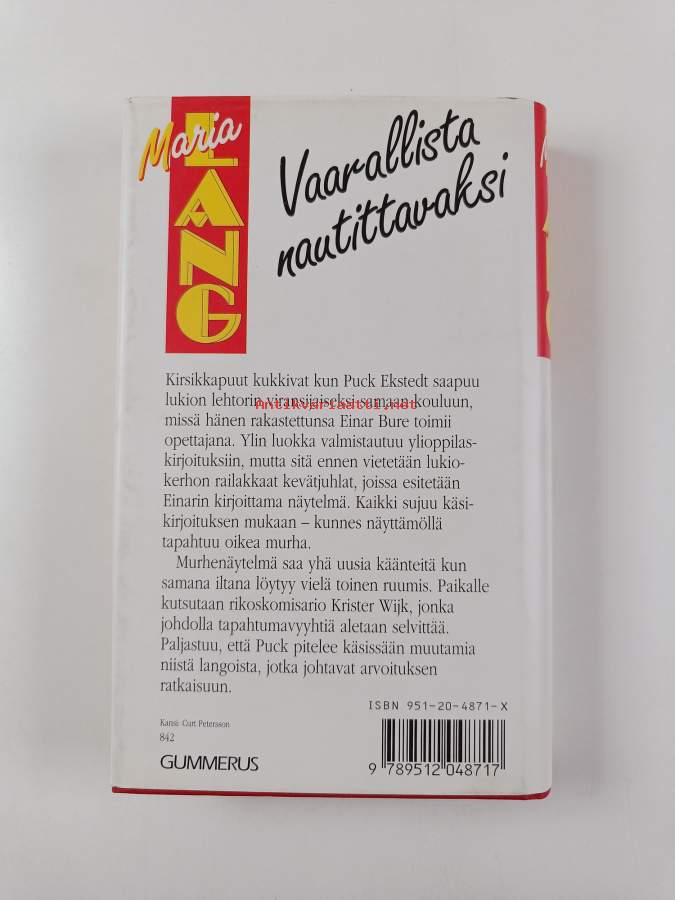 Maria
LANG
Vaarallista
nautittavaksi
Kirsikkapuut kukkivat kun Puck Ekstedt saapuu
lukion lehtorin viransijaiseksi samaan kouluun,
Antikvariaatti.net
missä hänen rakastettunsa Einar Bure toimii
opettajana. Ylin luokka valmistautuu ylioppilas-
kirjoituksiin, mutta sitä ennen vietetään lukio-
kerhon railakkaat kevätjuhlat, joissa esitetään
Einarin kirjoittama näytelmä. Kaikki sujuu käsi-
kirjoituksen mukaan – kunnes näyttämöllä
tapahtuu oikea murha.
Murhenäytelmä saa yhä uusia käänteitä kun
samana iltana löytyy vielä toinen ruumis. Paikalle
kutsutaan rikoskomisario Krister Wijk, jonka
johdolla tapahtumavyyhtiä aletaan selvittää.
Paljastuu, että Puck pitelee käsissään muutamia
niistä langoista, jotka johtavat arvoituksen
ratkaisuun.
ISBN 951-20-4871-X
Kansi: Curt Petersson
842
GUMMERUS
9 789512 048717